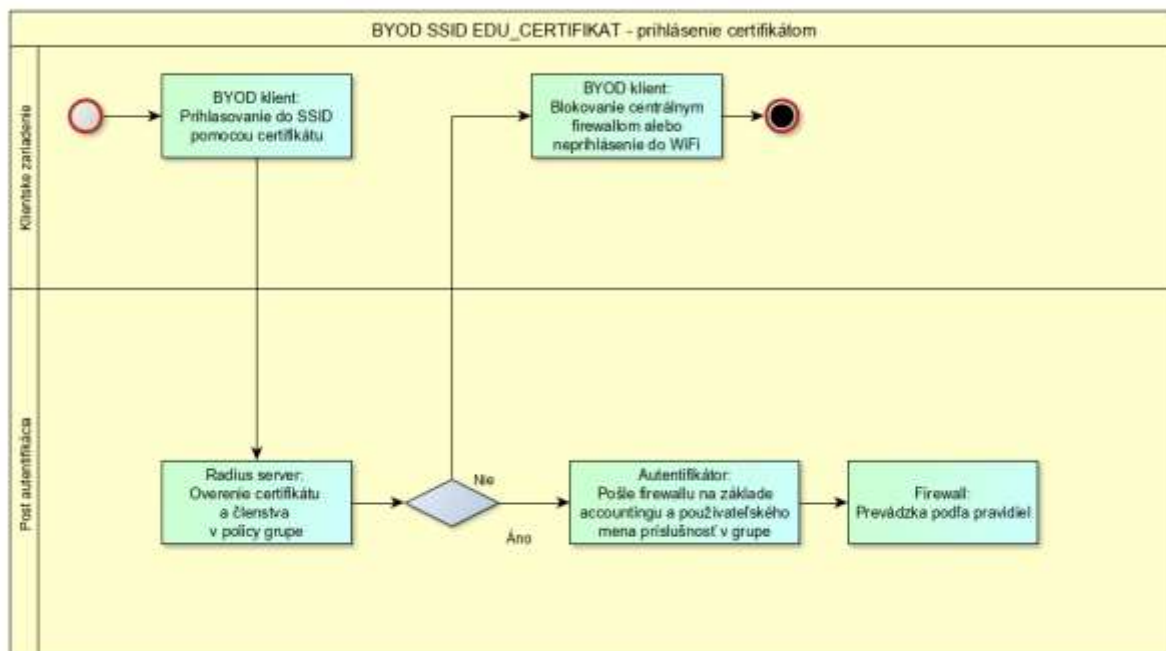 BYOD SSID EDU_CERTIFIKAT - prihlásenie certifikátom
Klientske zariadenie
BYOD klient:
Prihlasovanie do SSID
pomocou certifikátu
BYOD klient:
Blokovanie centrálnym
firewallom alebo
neprihlásenie do WiFi
Post autentifikácia
Radius server:
Overenie certifikátu
a členstva
v policy grupe
Nie
Áno
Autentifikátor:
Pošle firewallu na základe
accountingu a používateľského
mena príslušnosť v grupe
Firewall:
Prevádzka podľa pravidiel